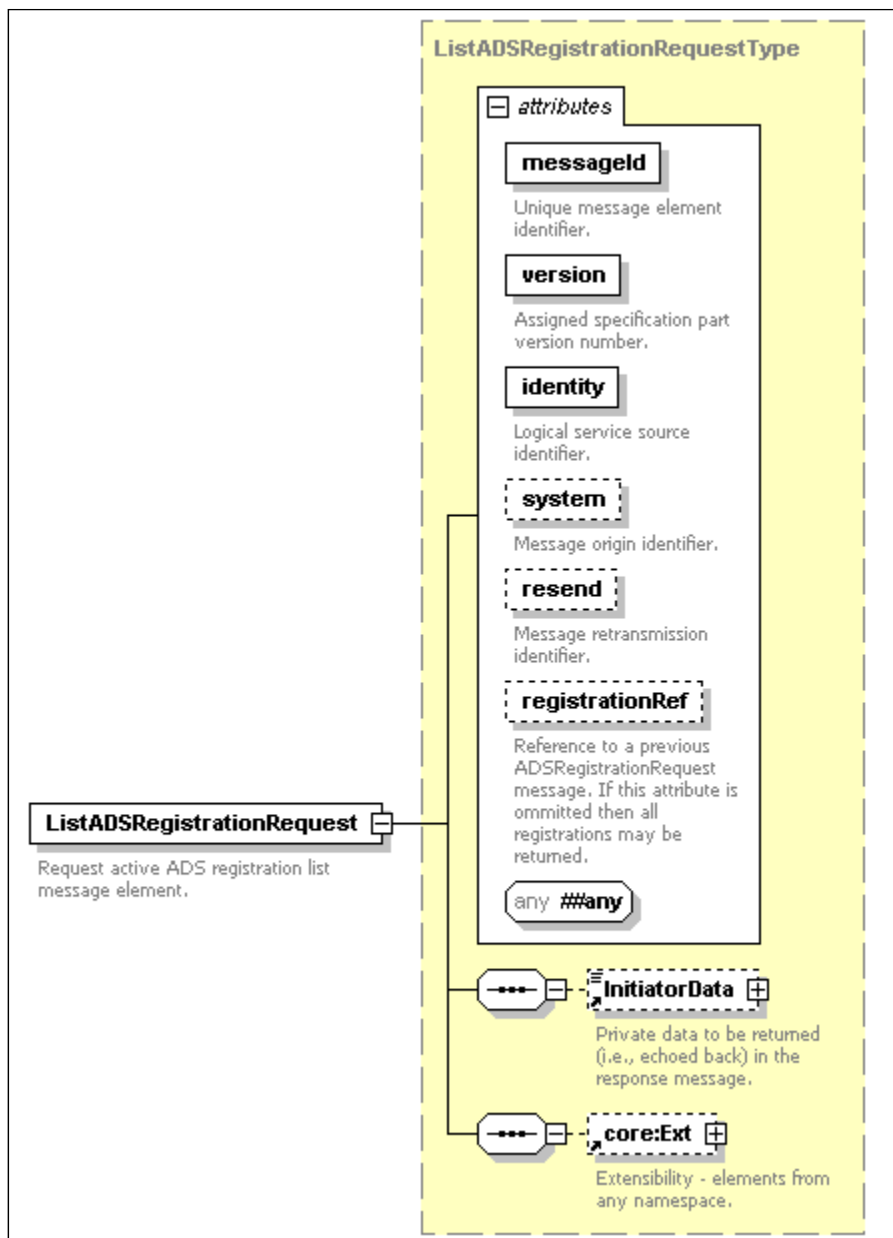 ListADSRegistrationRequestType
attributes
messageId
Unique message element
identifier.
version
Assigned specification part
version number.
identity
Logical service source
identifier.
system
Message origin identifier.
resend
Message retransmission
identifier.
registrationRef
Reference to a previous
ADSRegistrationRequest
message. If this attribute is
ommitted then all
registrations may be
returned.
any ##any
ListADSRegistrationRequest
Request active ADS registration list
message element.
InitiatorData
Private data to be returned
(i.e., echoed back) in the
response message.
core:Ext
Extensibility - elements from
any namespace.